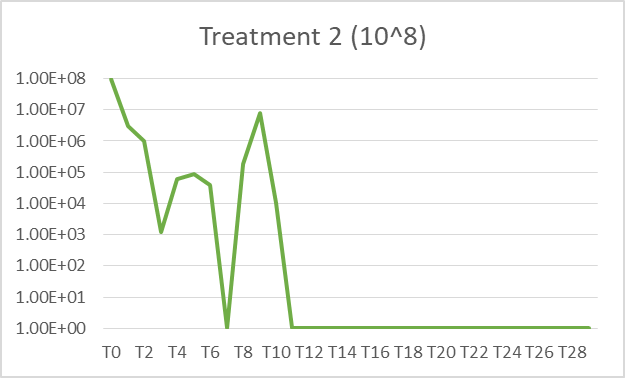 Treatment 2 (10^8)
1.00E+08
1.00E+07
1.00E+06
1.00E+05
1.00E+04
1.00E+03
1.00E+02
1.00E+01
1.00E+00
T0 T2 T4 T6 T8 T10 T12 T14 T16 T18 T20 T22 T24 T26 T28